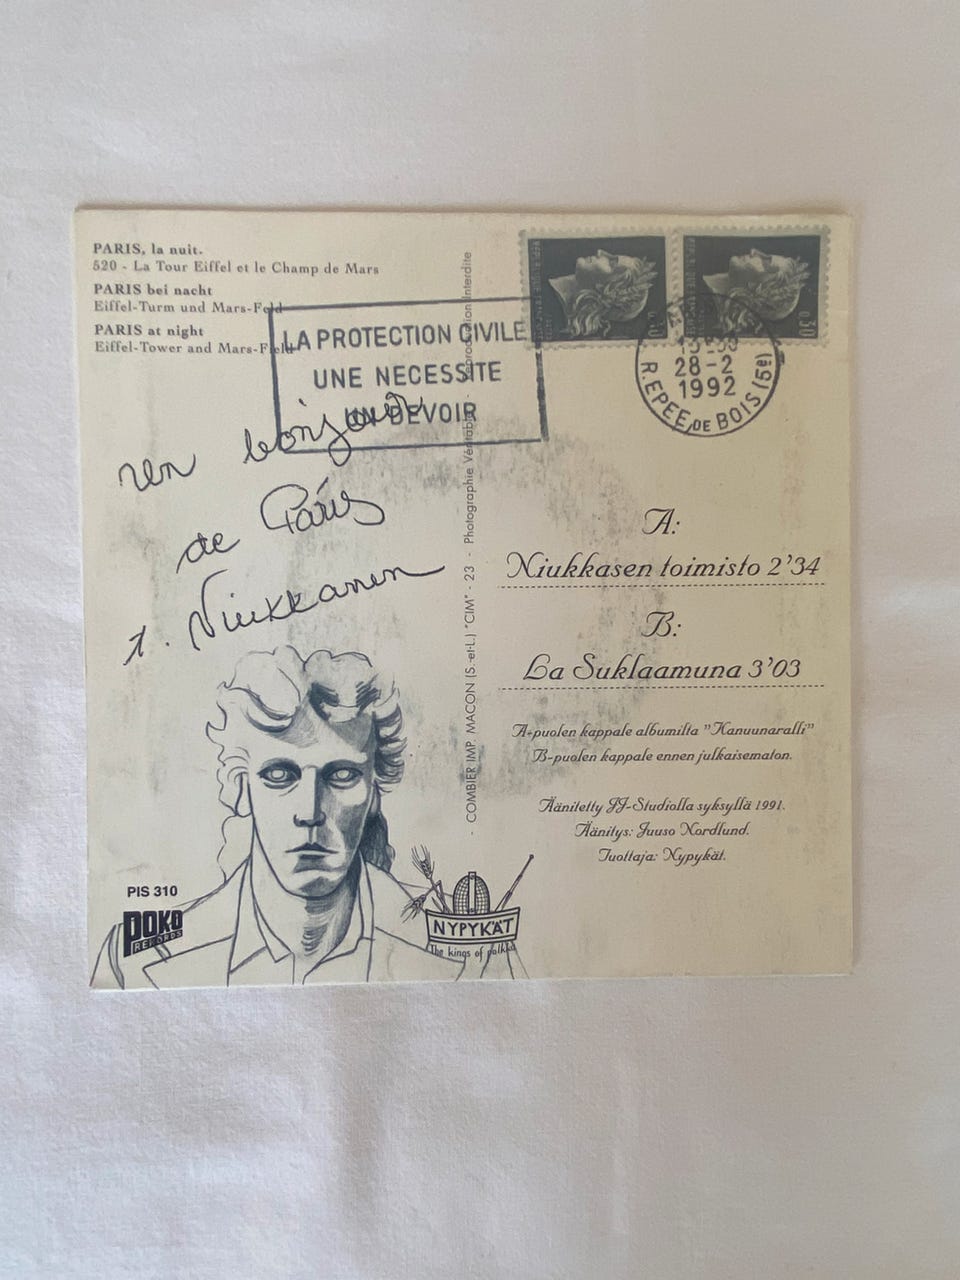 PARIS, la nuit.
520 - La Tour Eiffel et le Champ de Mars
PARIS bei nacht
Eiffel-Turm und Mars-Feld
PARIS at night
Eiffel-Tower and Mars-Field
LA PROTECTION CIVILE
UNE NECESSITE
UN DEVOIR
28-2
1992
R. EPEE DE BOIS (5e)
un bonjour
de Paris
t. Niukkanen
- COMBIER IMP. MACON (S.-et-L.) "CIM" - 23 - Photographie Véritable - Reproduction Interdite
A:
Niukkasen toimisto 2'34
B:
La Suklaamuna 3'03
A-puolen kappale albumilta "Kanuunaralli"
B-puolen kappale ennen julkaisematon.
Äänitetty JJ-Studiolla syksyllä 1991.
Äänitys: Juuso Nordlund.
Tuottaja: Nypykät.
PIS 310
POKO
REKORDS
NYPYKÄT
The kings of polkka